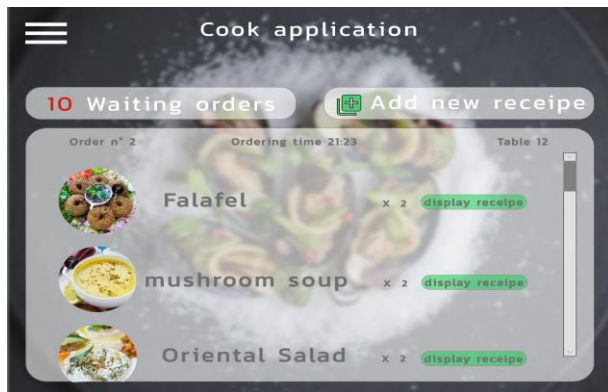 Cook application
10 Waiting orders
Add new receipe
Order n° 2 Ordering time 21:23 Table 12
Falafel x 2 display receipe
mushroom soup x 2 display receipe
Oriental Salad x 2 display receipe